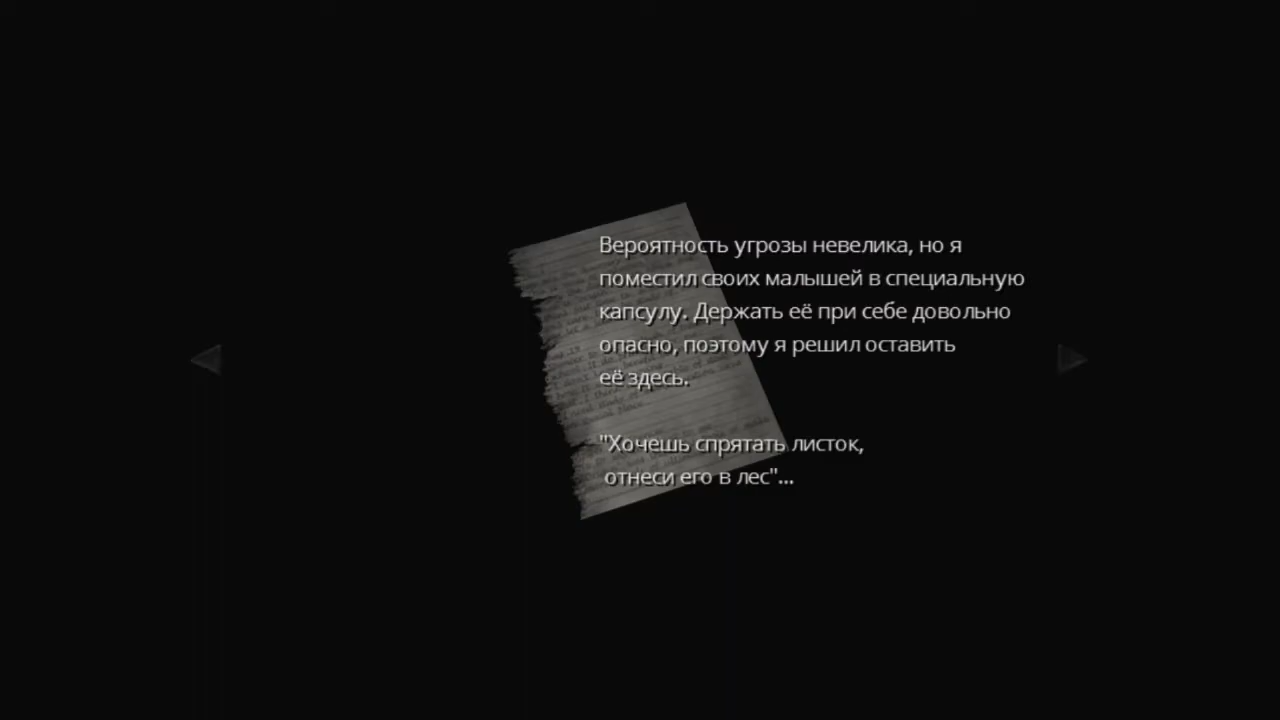 Вероятность угрозы невелика, но я
поместил своих малышей в специальную
капсулу. Держать её при себе довольно
опасно, поэтому я решил оставить
её здесь.
"Хочешь спрятать листок,
отнеси его в лес"...